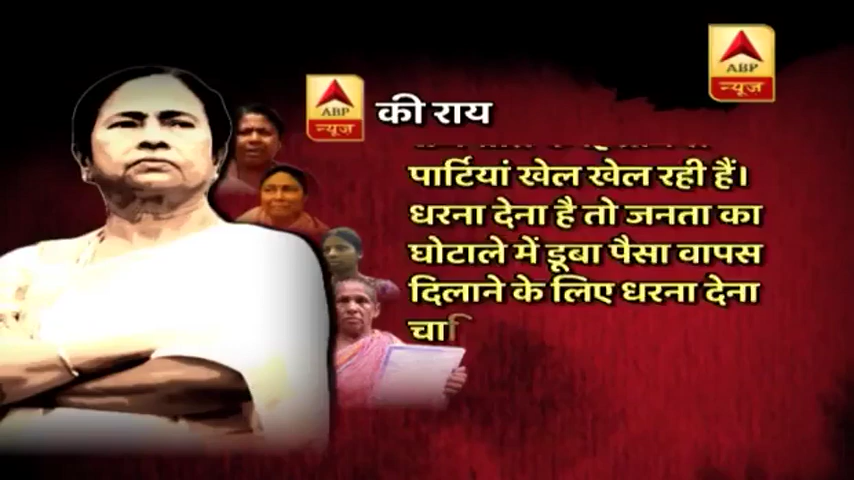 ABP
न्यूज़
ABP
न्यूज़
की राय
पार्टियां खेल खेल रही हैं।
धरना देना है तो जनता का
घोटाले में डूबा पैसा वापस
दिलाने के लिए धरना देना
चा